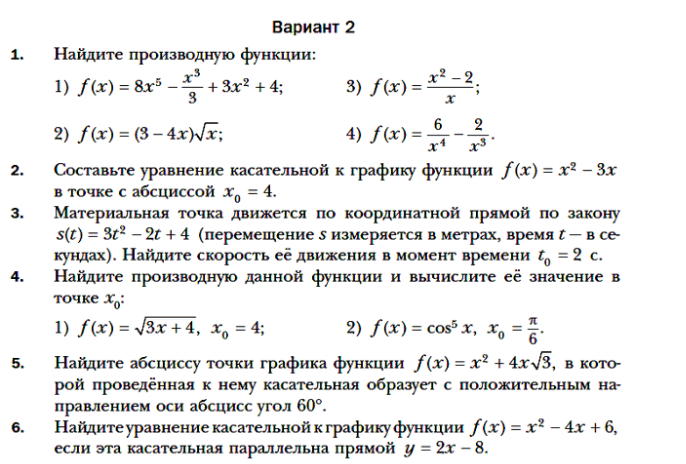 Вариант 2
1. Найдите производную функции:
1) f(x) = 8x⁵ − x³/3 + 3x² + 4; 3) f(x) = (x² − 2)/x;
2) f(x) = (3 − 4x)√x; 4) f(x) = 6/x⁴ − 2/x³.
2. Составьте уравнение касательной к графику функции f(x) = x² − 3x
в точке с абсциссой x₀ = 4.
3. Материальная точка движется по координатной прямой по закону
s(t) = 3t² − 2t + 4 (перемещение s измеряется в метрах, время t — в се-
кундах). Найдите скорость её движения в момент времени t₀ = 2 с.
4. Найдите производную данной функции и вычислите её значение в
точке x₀:
1) f(x) = √(3x + 4), x₀ = 4; 2) f(x) = cos⁵ x, x₀ = π/6.
5. Найдите абсциссу точки графика функции f(x) = x² + 4x√3, в кото-
рой проведённая к нему касательная образует с положительным на-
правлением оси абсцисс угол 60°.
6. Найдите уравнение касательной к графику функции f(x) = x² − 4x + 6,
если эта касательная параллельна прямой y = 2x − 8.